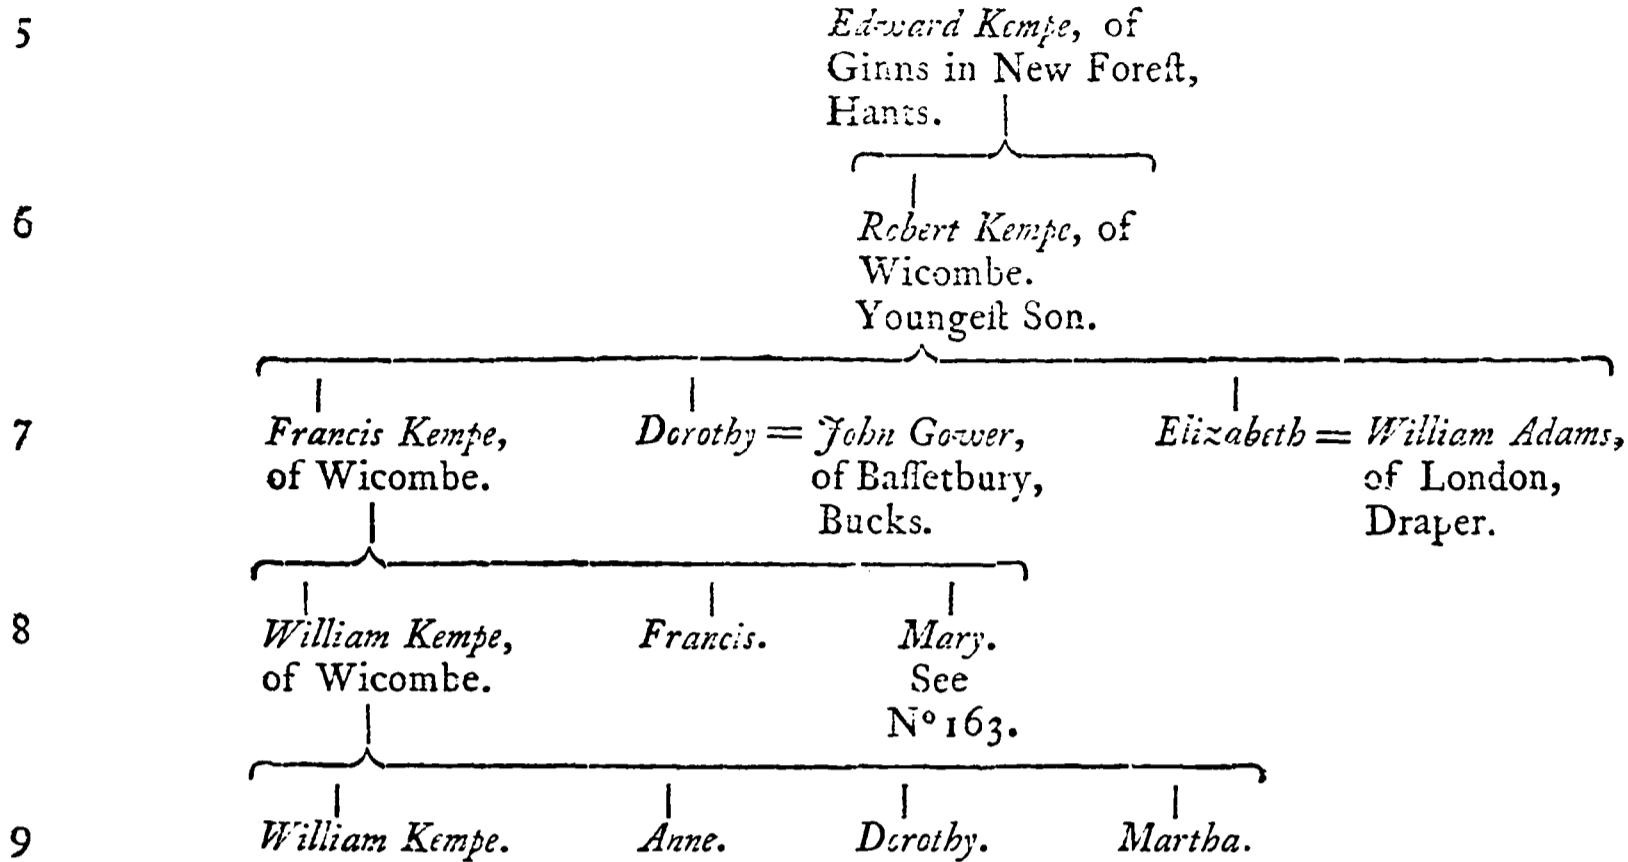 5
Edward Kempe, of
Ginns in New Foreſt,
Hants.
6
Robert Kempe, of
Wicombe.
Youngeſt Son.
7
Francis Kempe,
of Wicombe.
Dorothy = John Gower,
of Baſſetbury,
Bucks.
Elizabeth = William Adams,
of London,
Draper.
8
William Kempe,
of Wicombe.
Francis.
Mary.
See
Nº 163.
9
William Kempe.
Anne.
Dorothy.
Martha.